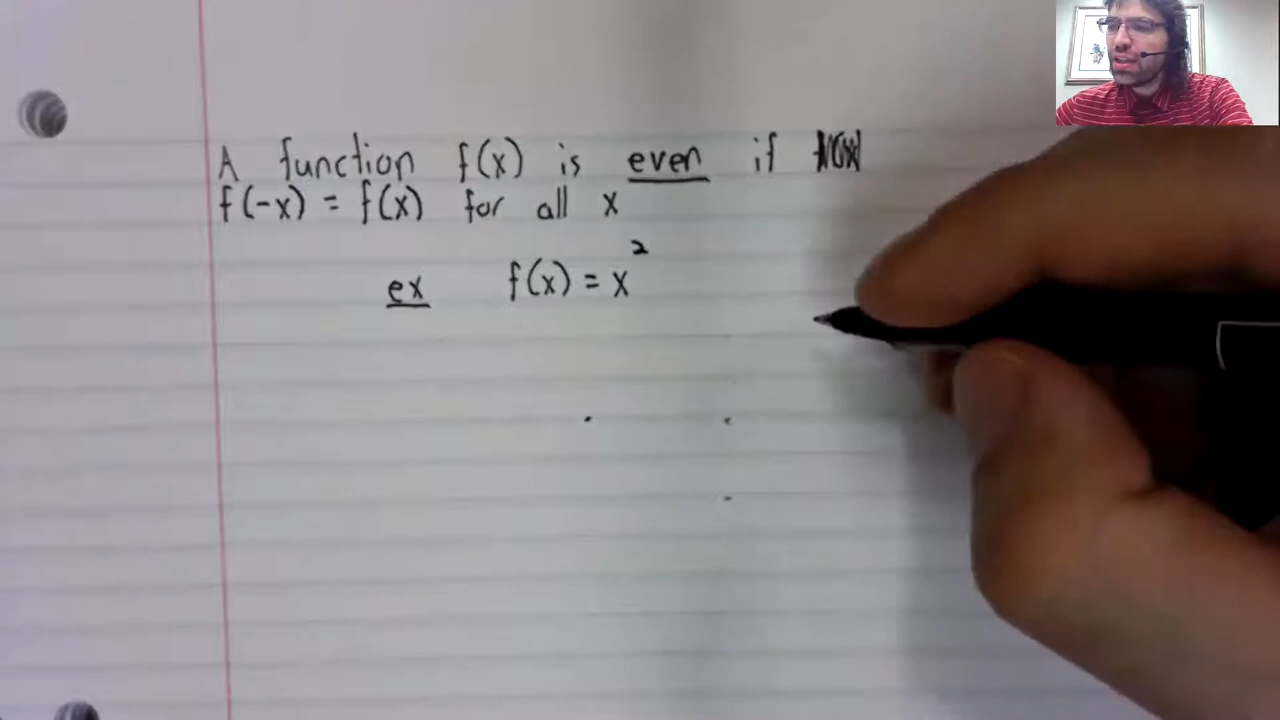 A function f(x) is even if
f(-x) = f(x) for all x
ex f(x) = x²